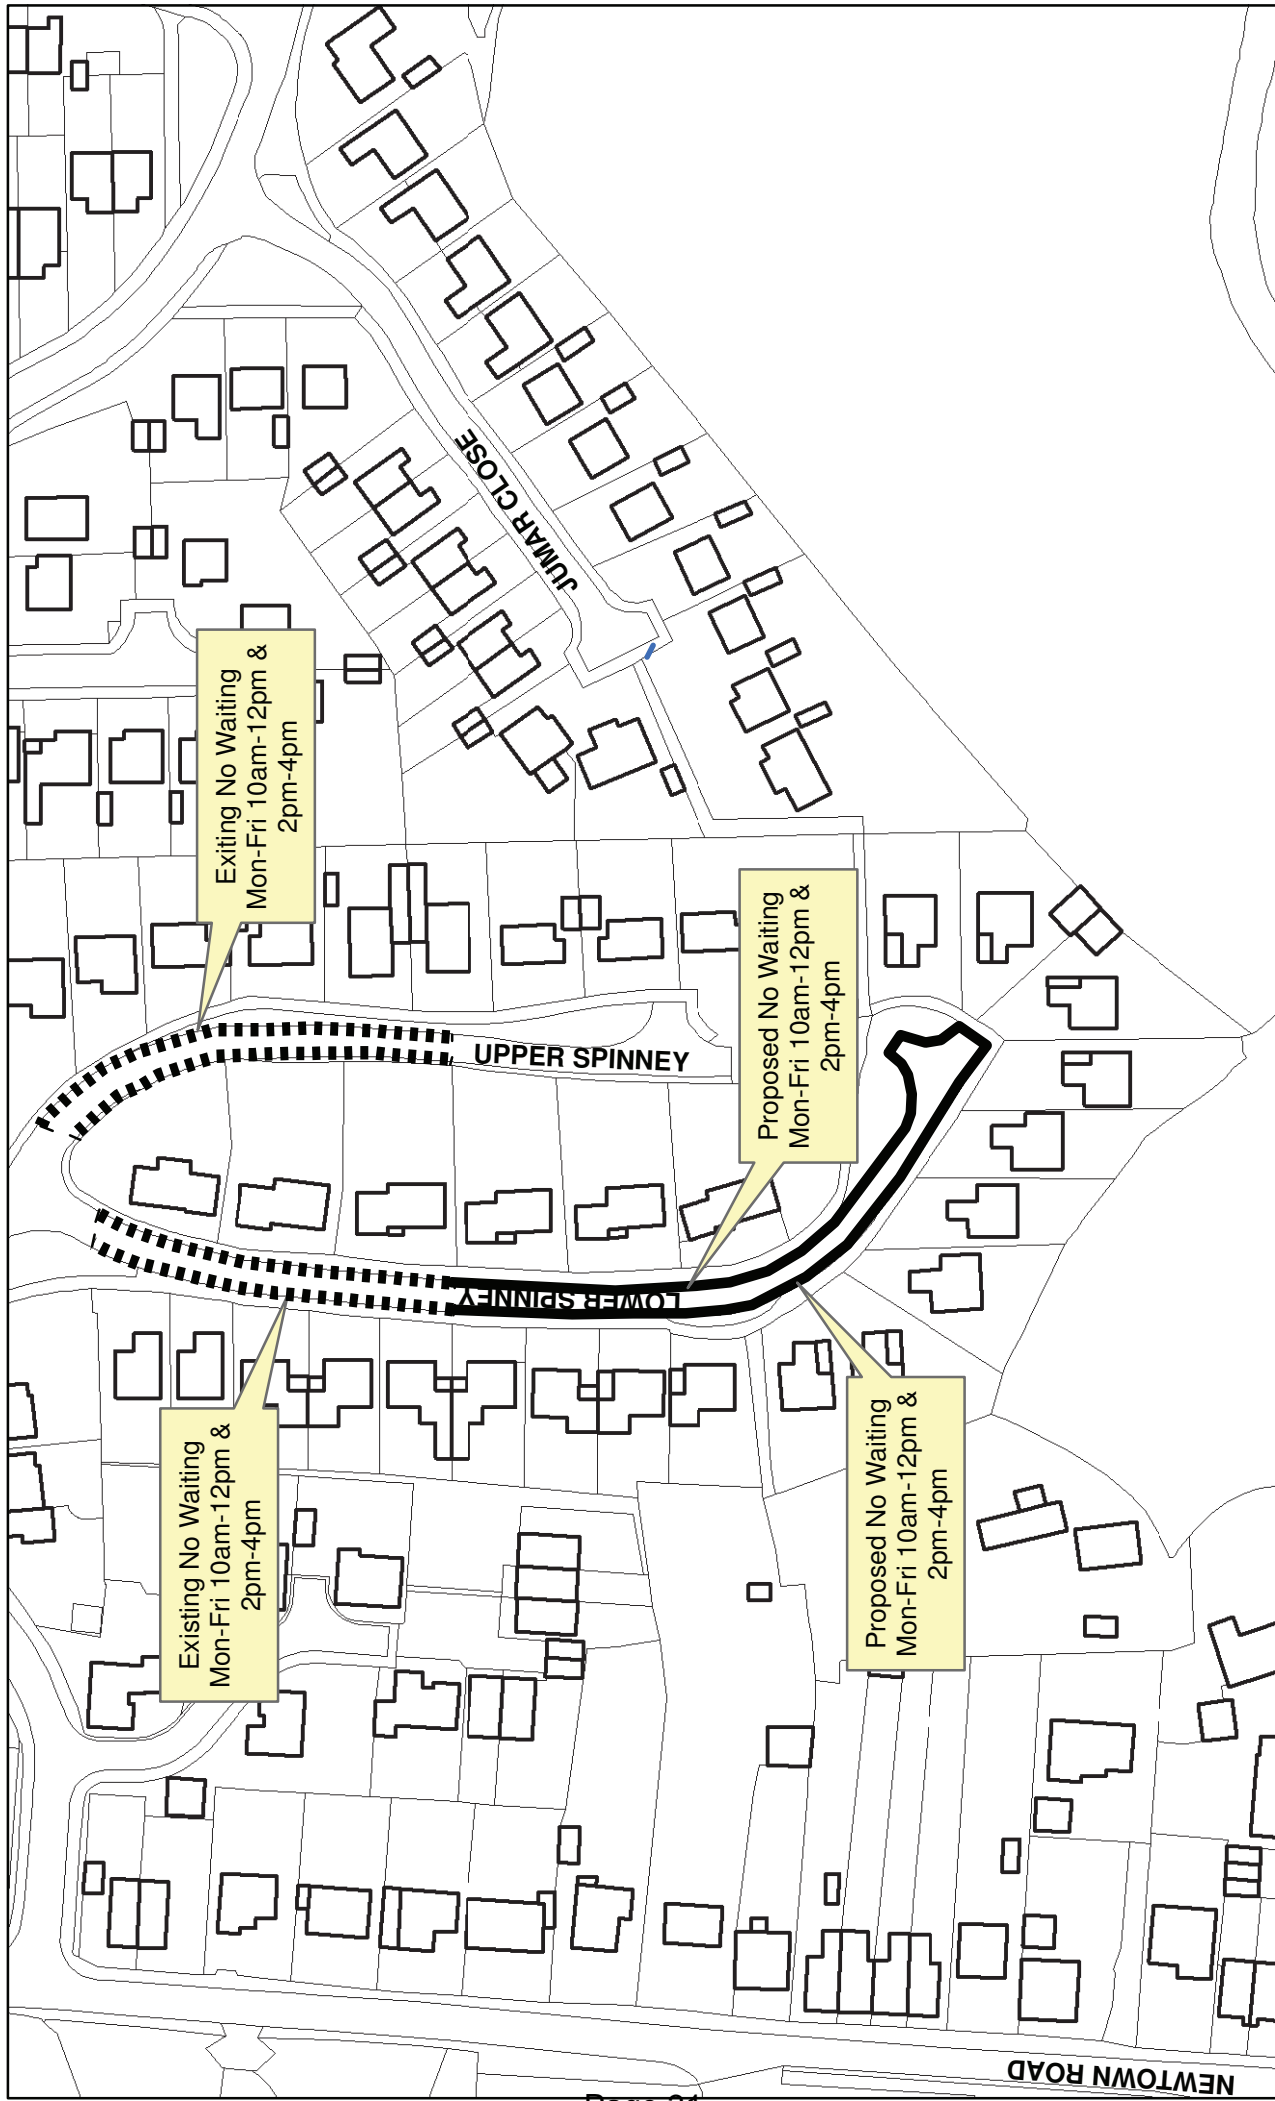 Exiting No Waiting
Mon-Fri 10am-12pm &
2pm-4pm
JUMAR CLOSE
UPPER SPINNEY
Proposed No Waiting
Mon-Fri 10am-12pm &
2pm-4pm
LOWER SPINNEY
Existing No Waiting
Mon-Fri 10am-12pm &
2pm-4pm
Proposed No Waiting
Mon-Fri 10am-12pm &
2pm-4pm
NEWTOWN ROAD